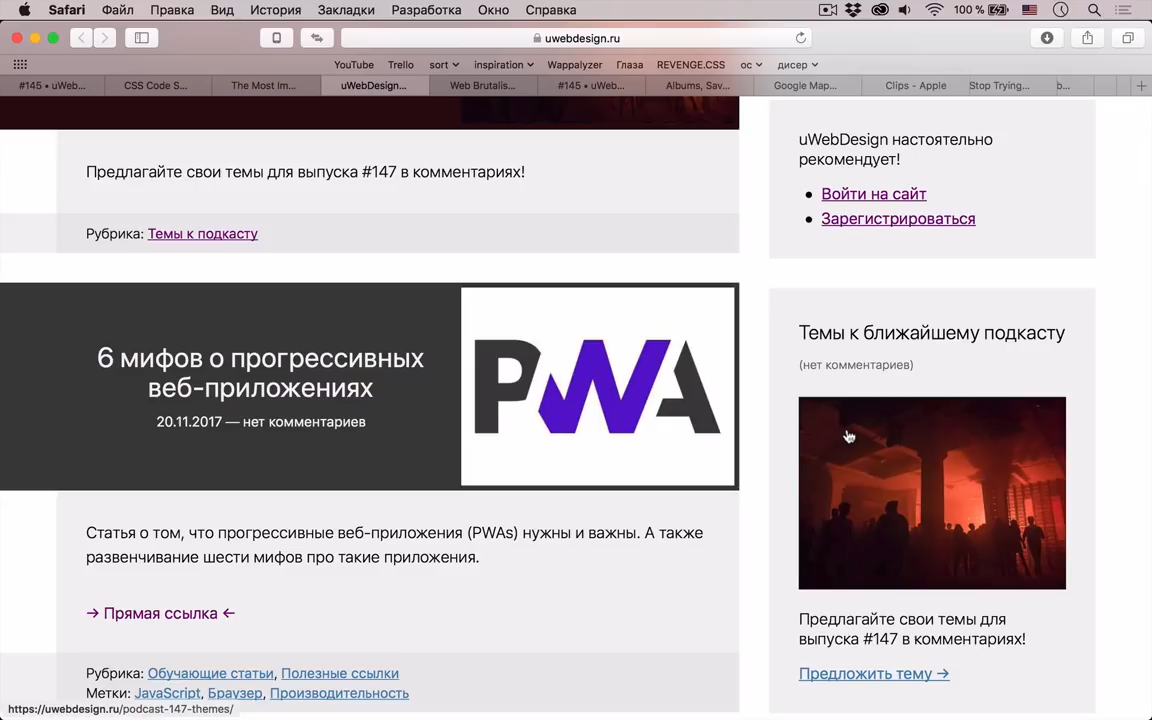 Safari Файл Правка Вид История Закладки Разработка Окно Справка 100 %
uwebdesign.ru
YouTube Trello sort inspiration Wappalyzer Глаза REVENGE.CSS ос дисер
#145 • uWeb... CSS Code S... The Most Im... uWebDesign... Web Brutalis... #145 • uWeb... Albums, Sav... Google Map... Clips - Apple Stop Trying... b...
Предлагайте свои темы для выпуска #147 в комментариях!
Рубрика: Темы к подкасту
6 мифов о прогрессивных
веб-приложениях
20.11.2017 — нет комментариев
PWA
Статья о том, что прогрессивные веб-приложения (PWAs) нужны и важны. А также
развенчивание шести мифов про такие приложения.
→ Прямая ссылка ←
Рубрика: Обучающие статьи, Полезные ссылки
Метки: JavaScript, Браузер, Производительность
uWebDesign настоятельно
рекомендует!
• Войти на сайт
• Зарегистрироваться
Темы к ближайшему подкасту
(нет комментариев)
Предлагайте свои темы для
выпуска #147 в комментариях!
Предложить тему →
https://uwebdesign.ru/podcast-147-themes/